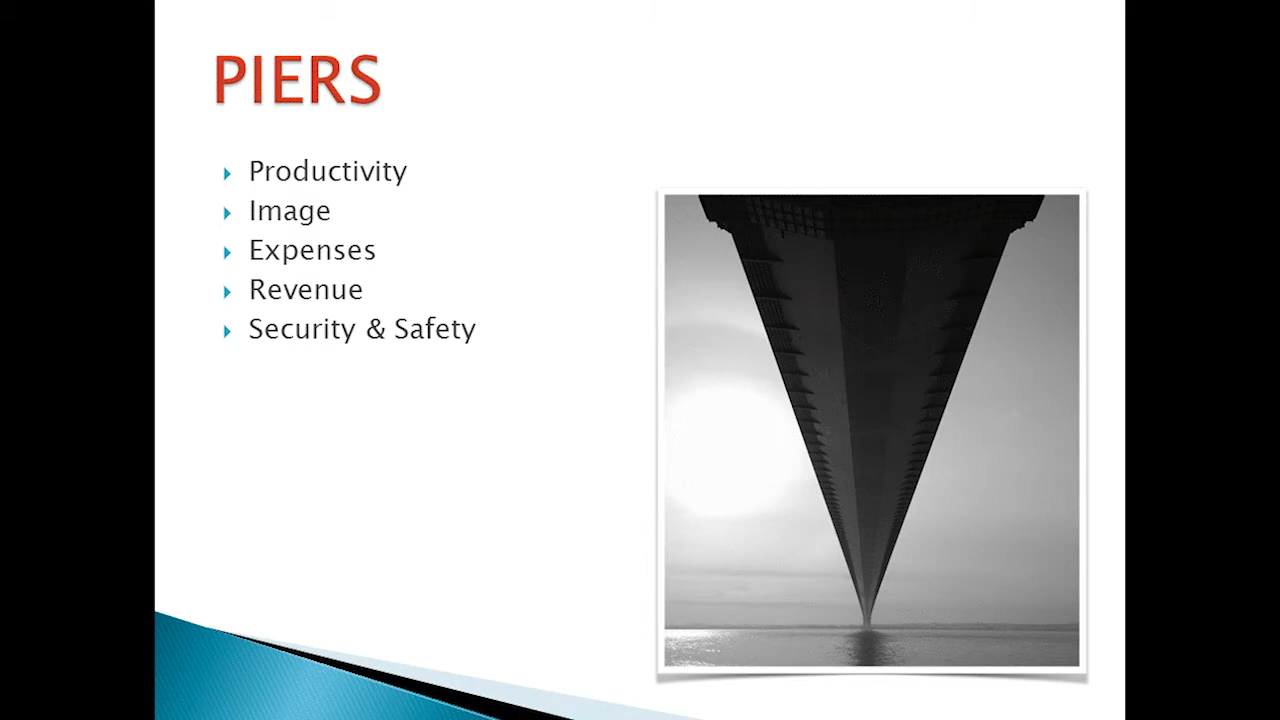 PIERS
Productivity
Image
Expenses
Revenue
Security & Safety